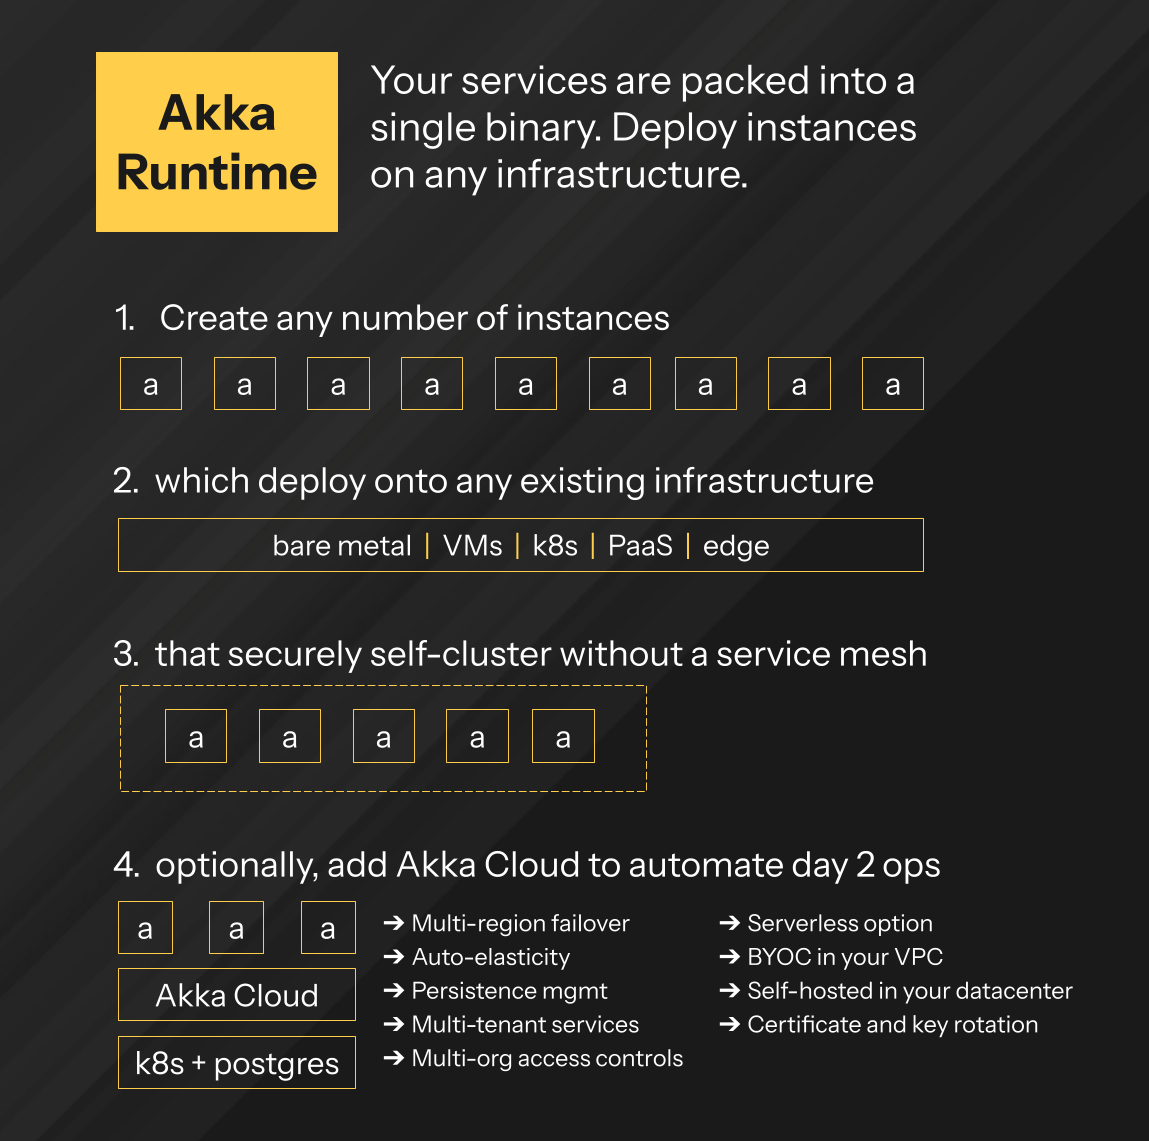 Akka
Runtime
Your services are packed into a
single binary. Deploy instances
on any infrastructure.
1. Create any number of instances
a a a a a a a a a
2. which deploy onto any existing infrastructure
bare metal | VMs | k8s | PaaS | edge
3. that securely self-cluster without a service mesh
a a a a a
4. optionally, add Akka Cloud to automate day 2 ops
a a a
Akka Cloud
k8s + postgres
➔ Multi-region failover
➔ Auto-elasticity
➔ Persistence mgmt
➔ Multi-tenant services
➔ Multi-org access controls
➔ Serverless option
➔ BYOC in your VPC
➔ Self-hosted in your datacenter
➔ Certificate and key rotation